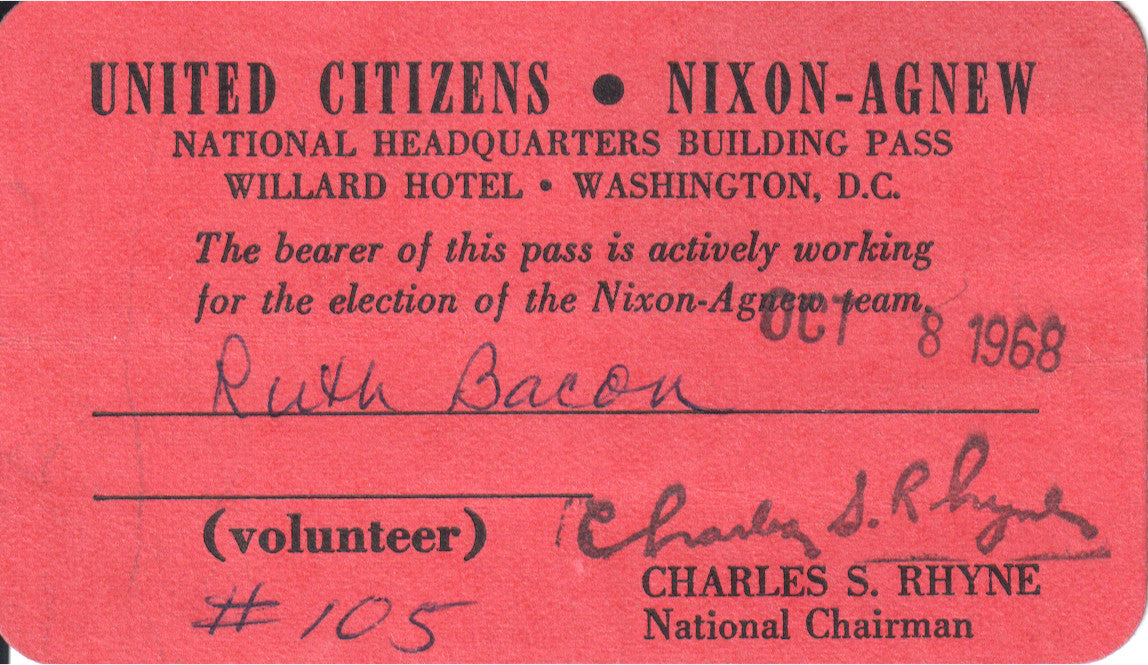 UNITED CITIZENS • NIXON-AGNEW
NATIONAL HEADQUARTERS BUILDING PASS
WILLARD HOTEL • WASHINGTON, D.C.
The bearer of this pass is actively working
for the election of the Nixon-Agnew team.
OCT 8 1968
Ruth Bacon
(volunteer)
Charles S. Rhyne
# 105
CHARLES S. RHYNE
National Chairman